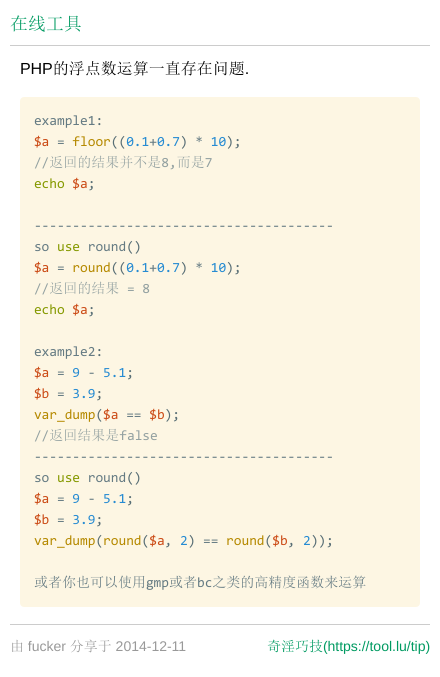 在线工具
PHP的浮点数运算一直存在问题.
example1:
$a = floor((0.1+0.7) * 10);
//返回的结果并不是8,而是7
echo $a;
---------------------------------------
so use round()
$a = round((0.1+0.7) * 10);
//返回的结果 = 8
echo $a;
example2:
$a = 9 - 5.1;
$b = 3.9;
var_dump($a == $b);
//返回结果是false
---------------------------------------
so use round()
$a = 9 - 5.1;
$b = 3.9;
var_dump(round($a, 2) == round($b, 2));
或者你也可以使用gmp或者bc之类的高精度函数来运算
由 fucker 分享于 2014-12-11 奇淫巧技(https://tool.lu/tip)